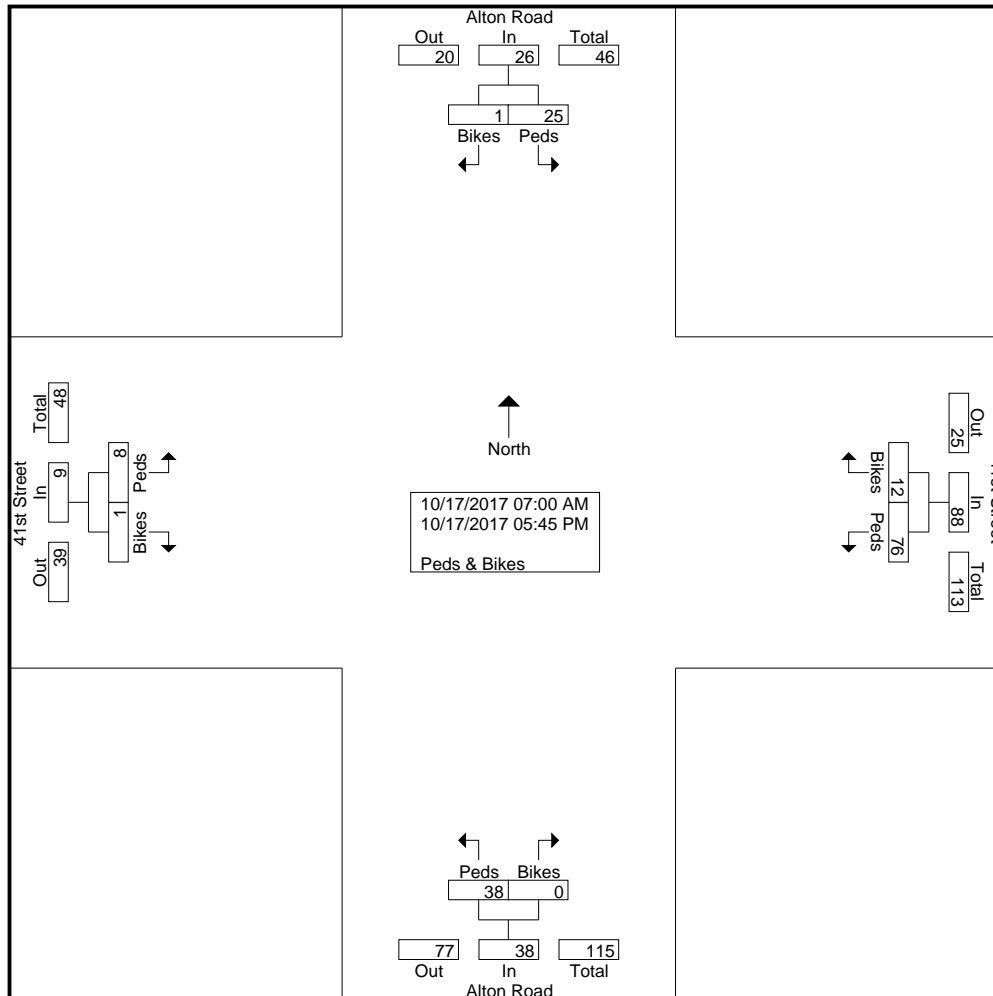 Alton Road
Out In Total
20 26 46
1 25
Bikes Peds
41st Street
Total In Out
48 9 39
8 1
Peds Bikes
North
10/17/2017 07:00 AM
10/17/2017 05:45 PM
Peds & Bikes
Bikes Peds
12 76
25 88 113
Out In Total
Peds Bikes
38 0
77 38 115
Out In Total
Alton Road